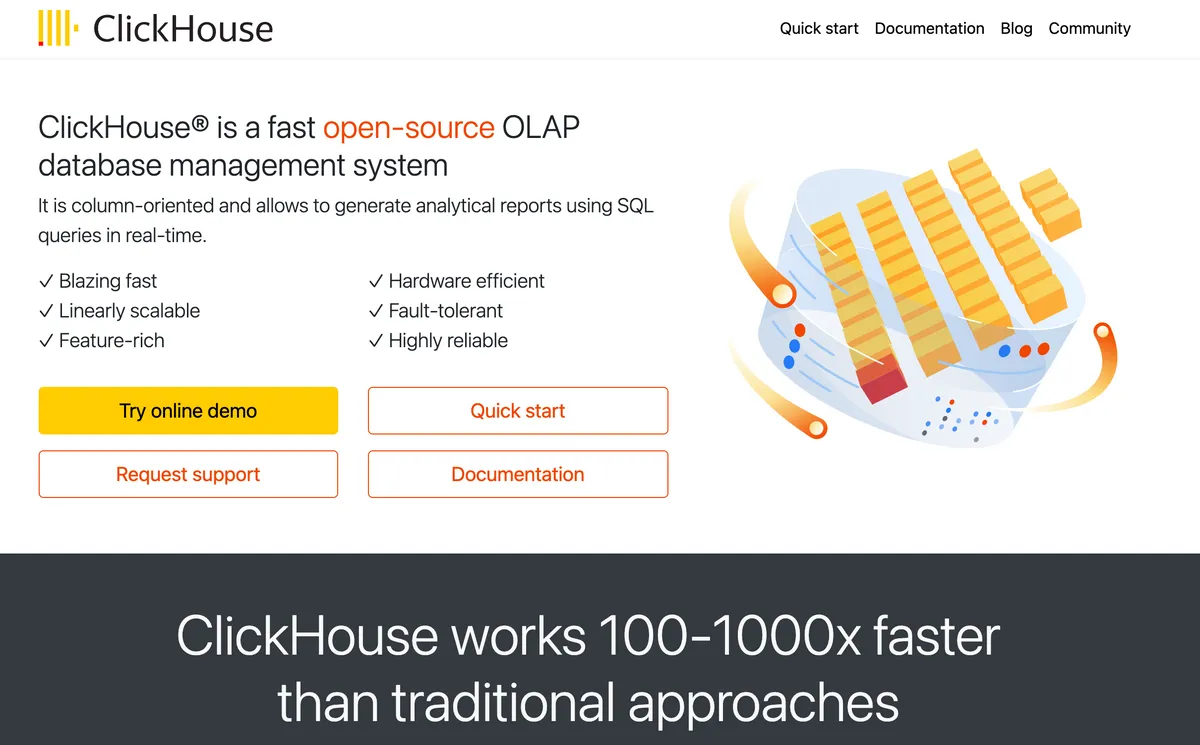 ClickHouse
Quick start
Documentation
Blog
Community
ClickHouse® is a fast open-source OLAP
database management system
It is column-oriented and allows to generate analytical reports using SQL
queries in real-time.
✓ Blazing fast
✓ Linearly scalable
✓ Feature-rich
✓ Hardware efficient
✓ Fault-tolerant
✓ Highly reliable
Try online demo
Quick start
Request support
Documentation
ClickHouse works 100-1000x faster
than traditional approaches